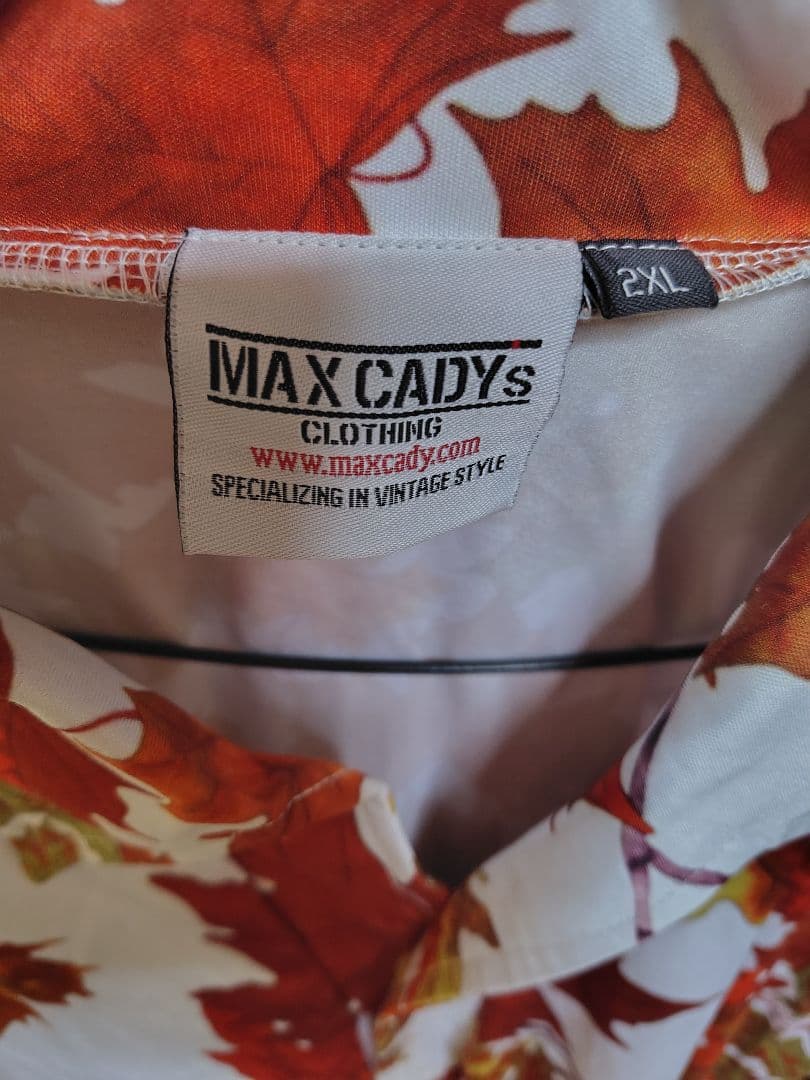 MAX CADYs
CLOTHING
www.maxcady.com
SPECIALIZING IN VINTAGE STYLE
2XL